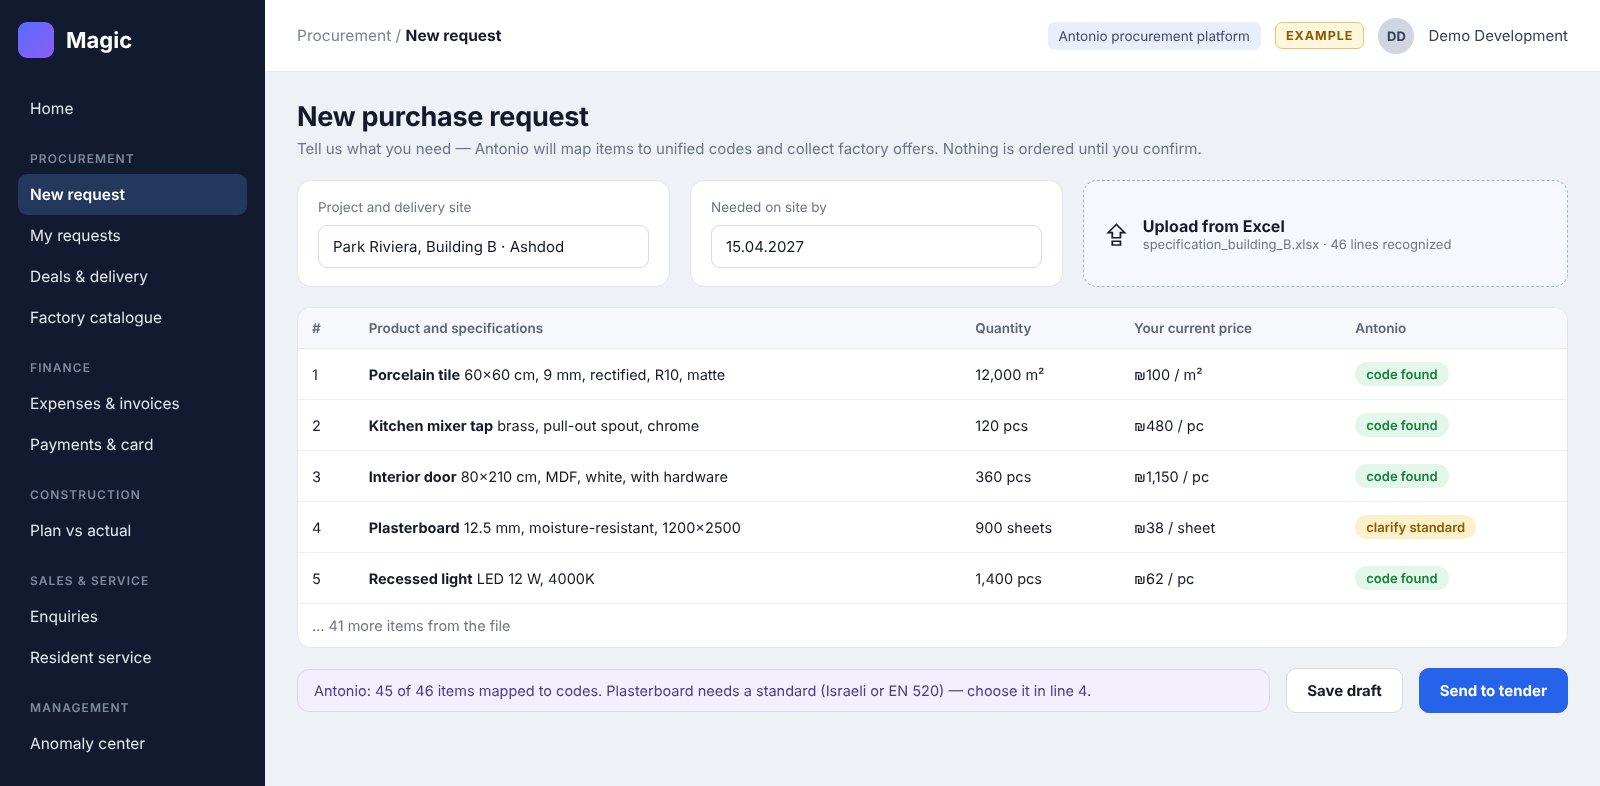 Magic
Home
PROCUREMENT
New request
My requests
Deals & delivery
Factory catalogue
FINANCE
Expenses & invoices
Payments & card
CONSTRUCTION
Plan vs actual
SALES & SERVICE
Enquiries
Resident service
MANAGEMENT
Anomaly center
Procurement / New request
Antonio procurement platform
EXAMPLE
DD
Demo Development
New purchase request
Tell us what you need — Antonio will map items to unified codes and collect factory offers. Nothing is ordered until you confirm.
Project and delivery site
Park Riviera, Building B · Ashdod
Needed on site by
15.04.2027
Upload from Excel
specification_building_B.xlsx · 46 lines recognized
# Product and specifications Quantity Your current price Antonio
1 Porcelain tile 60×60 cm, 9 mm, rectified, R10, matte 12,000 m² ₪100 / m² code found
2 Kitchen mixer tap brass, pull-out spout, chrome 120 pcs ₪480 / pc code found
3 Interior door 80×210 cm, MDF, white, with hardware 360 pcs ₪1,150 / pc code found
4 Plasterboard 12.5 mm, moisture-resistant, 1200×2500 900 sheets ₪38 / sheet clarify standard
5 Recessed light LED 12 W, 4000K 1,400 pcs ₪62 / pc code found
... 41 more items from the file
Antonio: 45 of 46 items mapped to codes. Plasterboard needs a standard (Israeli or EN 520) — choose it in line 4.
Save draft
Send to tender